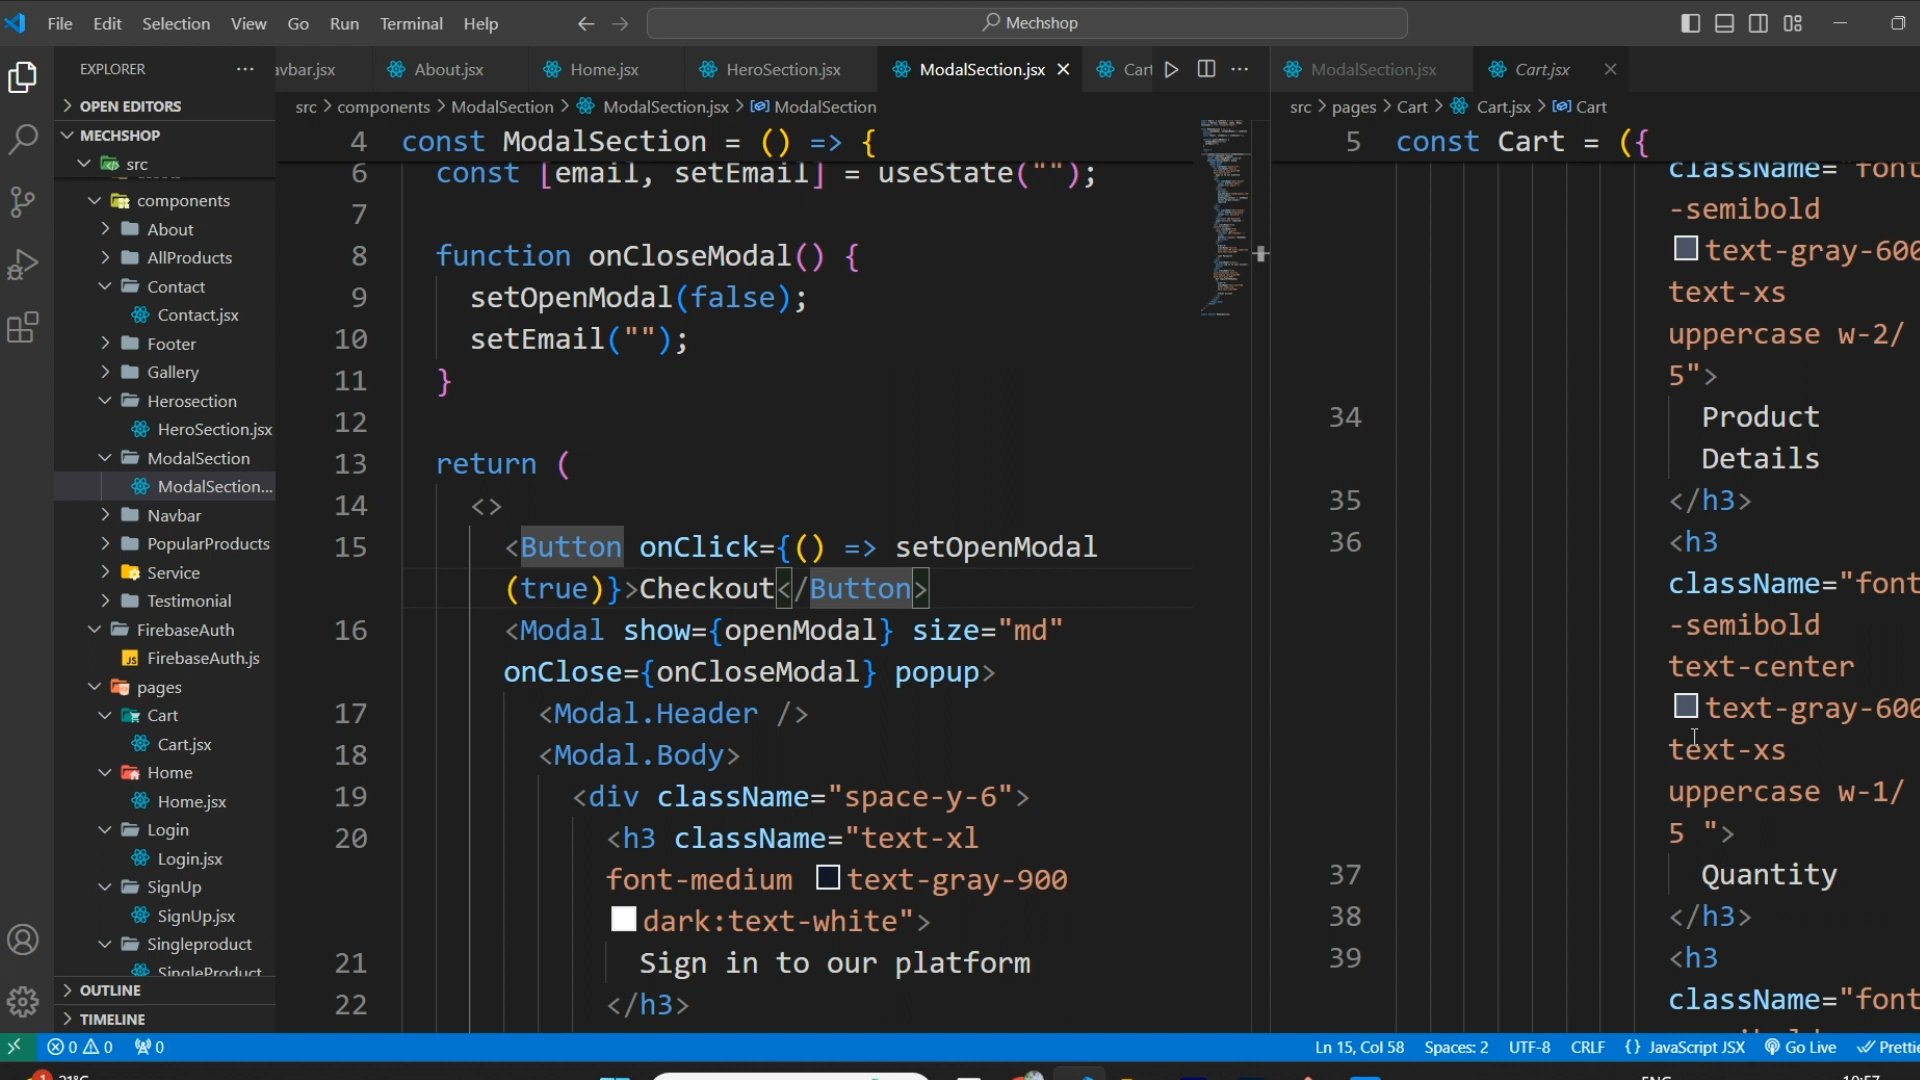 File Edit Selection View Go Run Terminal Help
Mechshop
EXPLORER
OPEN EDITORS
MECHSHOP
src
components
About
AllProducts
Contact
Contact.jsx
Footer
Gallery
Herosection
HeroSection.jsx
ModalSection
ModalSection...
Navbar
PopularProducts
Service
Testimonial
FirebaseAuth
JS FirebaseAuth.js
pages
Cart
Cart.jsx
Home
Home.jsx
Login
Login.jsx
SignUp
SignUp.jsx
Singleproduct
SingleProduct
OUTLINE
TIMELINE
avbar.jsx About.jsx Home.jsx HeroSection.jsx ModalSection.jsx Cart
src > components > ModalSection > ModalSection.jsx > ModalSection
4 const ModalSection = () => {
6 const [email, setEmail] = useState("");
7
8 function onCloseModal() {
9 setOpenModal(false);
10 setEmail("");
11 }
12
13 return (
14 <>
15 <Button onClick={() => setOpenModal
(true)}>Checkout</Button>
16 <Modal show={openModal} size="md"
onClose={onCloseModal} popup>
17 <Modal.Header />
18 <Modal.Body>
19 <div className="space-y-6">
20 <h3 className="text-xl
font-medium text-gray-900
dark:text-white">
21 Sign in to our platform
22 </h3>
ModalSection.jsx Cart.jsx
src > pages > Cart > Cart.jsx > Cart
5 const Cart = ({
className="font
-semibold
text-gray-600
text-xs
uppercase w-2/
5">
34 Product
Details
35 </h3>
36 <h3
className="font
-semibold
text-center
text-gray-600
text-xs
uppercase w-1/
5 ">
37 Quantity
38 </h3>
39 <h3
className="font
0 0 0
Ln 15, Col 58 Spaces: 2 UTF-8 CRLF {} JavaScript JSX Go Live Prettie